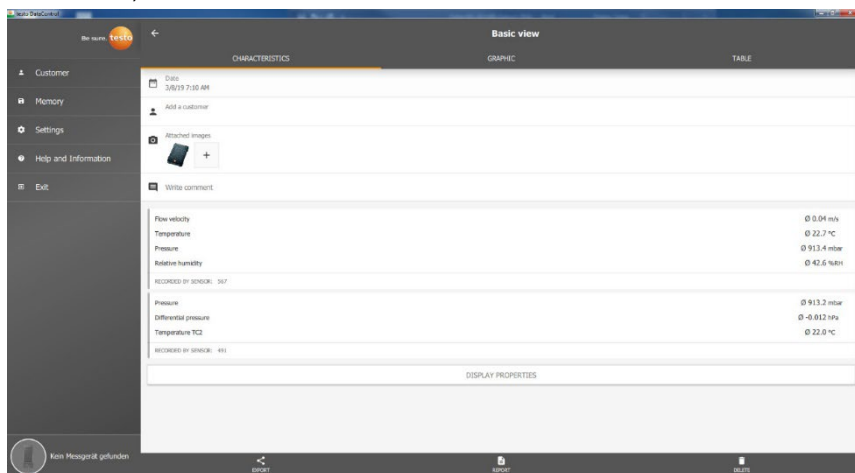 testo DataControl
Be sure. testo
Basic view
CHARACTERISTICS
GRAPHIC
TABLE
Customer
Memory
Settings
Help and Information
Exit
Date
3/8/19 7:10 AM
Add a customer
Attached images
+
Write comment
Flow velocity Ø 0.04 m/s
Temperature Ø 22.7 °C
Pressure Ø 913.4 mbar
Relative humidity Ø 42.6 %RH
RECORDED BY SENSOR: 567
Pressure Ø 913.2 mbar
Differential pressure Ø -0.012 hPa
Temperature TC2 Ø 22.0 °C
RECORDED BY SENSOR: 491
DISPLAY PROPERTIES
Kein Messgerät gefunden
EXPORT
REPORT
DELETE